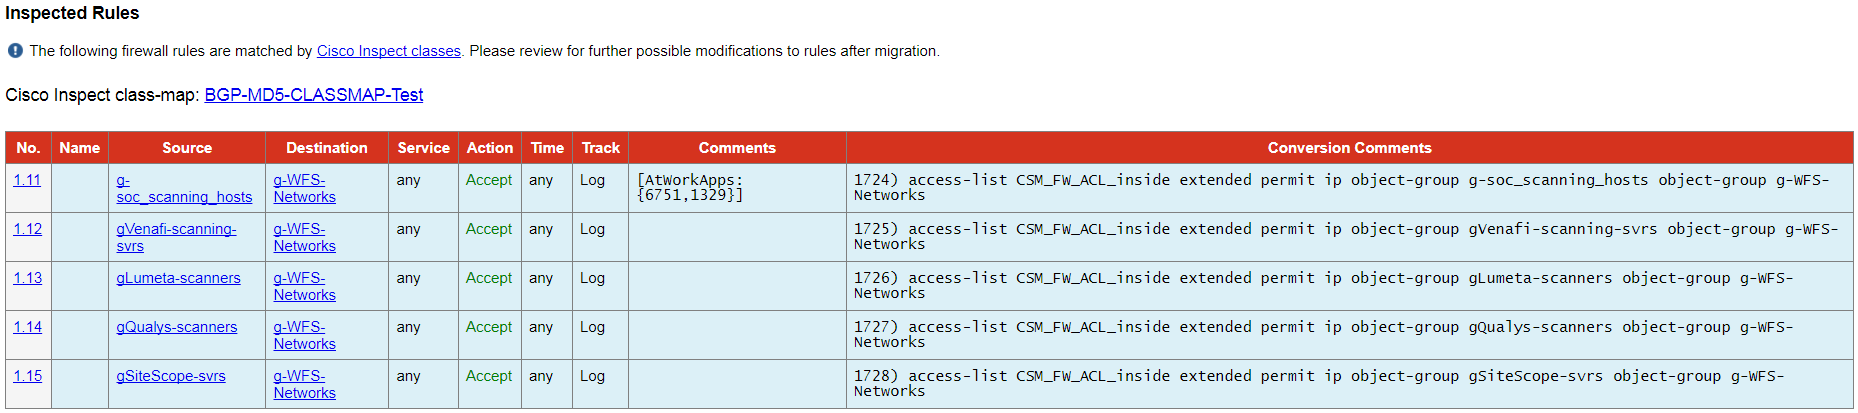 Inspected Rules
The following firewall rules are matched by Cisco Inspect classes. Please review for further possible modifications to rules after migration.
Cisco Inspect class-map: BGP-MD5-CLASSMAP-Test
No. Name Source Destination Service Action Time Track Comments Conversion Comments
1.11 g- g-WFS- any Accept any Log [AtWorkApps: 1724) access-list CSM_FW_ACL_inside extended permit ip object-group g-soc_scanning_hosts object-group g-WFS-
soc_scanning_hosts Networks {6751,1329}] Networks
1.12 gVenafi-scanning- g-WFS- any Accept any Log 1725) access-list CSM_FW_ACL_inside extended permit ip object-group gVenafi-scanning-svrs object-group g-WFS-
svrs Networks Networks
1.13 gLumeta-scanners g-WFS- any Accept any Log 1726) access-list CSM_FW_ACL_inside extended permit ip object-group gLumeta-scanners object-group g-WFS-
Networks Networks
1.14 gQualys-scanners g-WFS- any Accept any Log 1727) access-list CSM_FW_ACL_inside extended permit ip object-group gQualys-scanners object-group g-WFS-
Networks Networks
1.15 gSiteScope-svrs g-WFS- any Accept any Log 1728) access-list CSM_FW_ACL_inside extended permit ip object-group gSiteScope-svrs object-group g-WFS-
Networks Networks